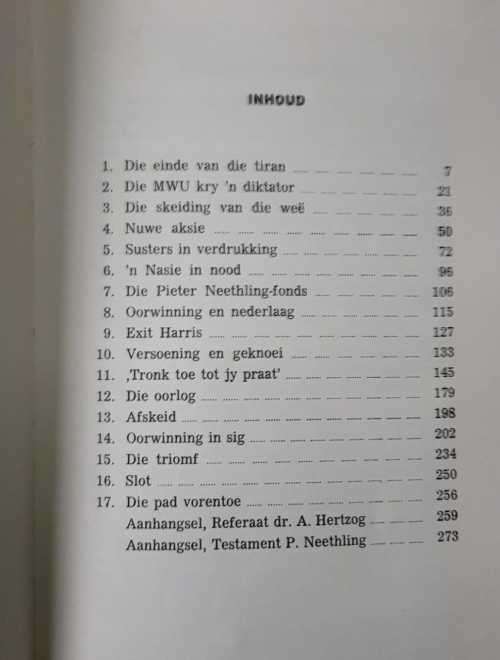 INHOUD
1. Die einde van die tiran 7
2. Die MWU kry 'n diktator 21
3. Die skeiding van die weë 36
4. Nuwe aksie 50
5. Susters in verdrukking 72
6. 'n Nasie in nood 96
7. Die Pieter Neethling-fonds 106
8. Oorwinning en nederlaag 115
9. Exit Harris 127
10. Versoening en geknoei 133
11. ‚Tronk toe tot jy praat' 145
12. Die oorlog 179
13. Afskeid 198
14. Oorwinning in sig 202
15. Die triomf 234
16. Slot 250
17. Die pad vorentoe 256
Aanhangsel, Referaat dr. A. Hertzog 259
Aanhangsel, Testament P. Neethling 273